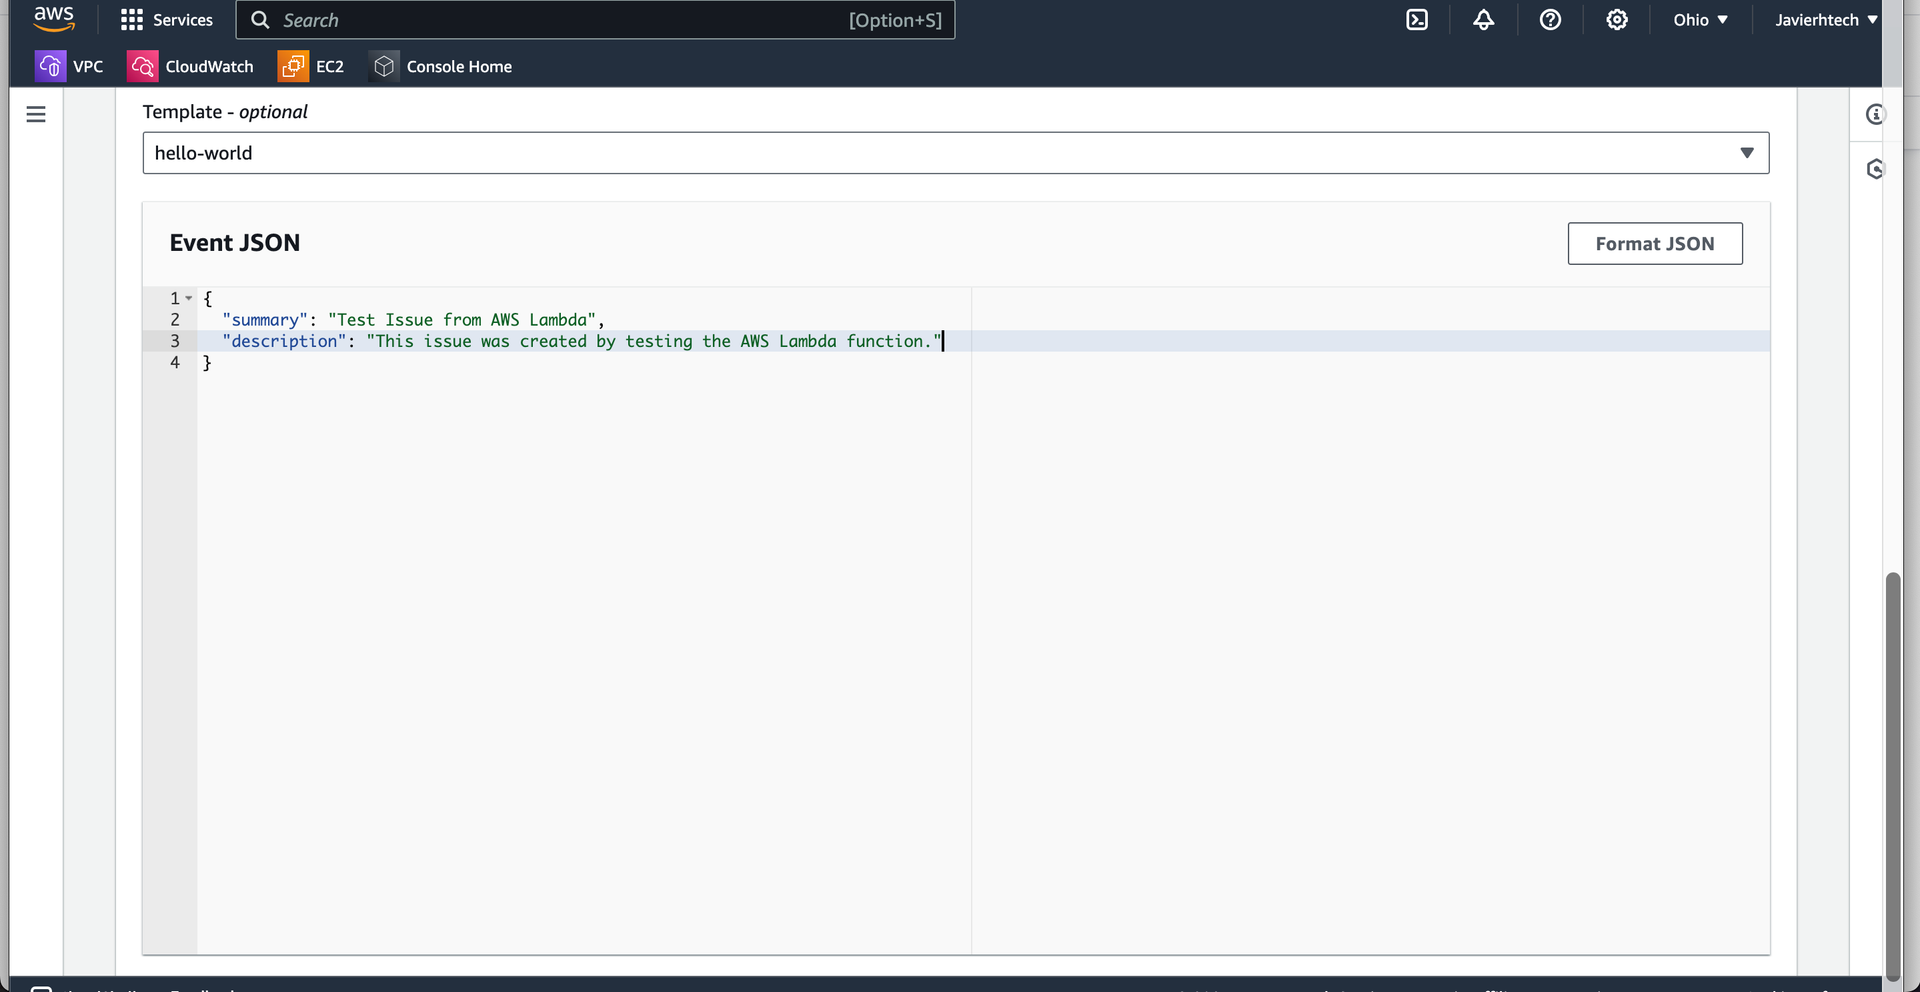 aws Services Search [Option+S] Ohio Javierhtech
VPC CloudWatch EC2 Console Home
Template - optional
hello-world
Event JSON Format JSON
1 {
2 "summary": "Test Issue from AWS Lambda",
3 "description": "This issue was created by testing the AWS Lambda function."
4 }